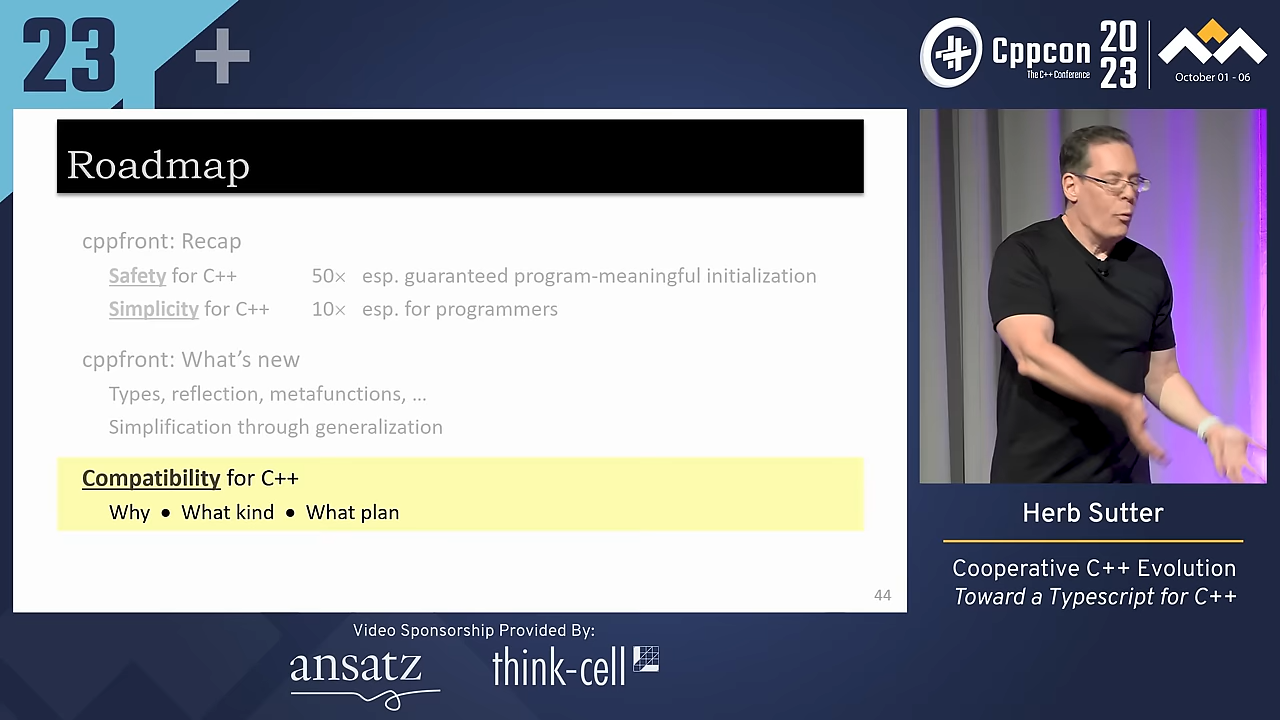 23 +
Cppcon
The C++ Conference
20
23
October 01 - 06
Roadmap
cppfront: Recap
Safety for C++ 50× esp. guaranteed program-meaningful initialization
Simplicity for C++ 10× esp. for programmers
cppfront: What's new
Types, reflection, metafunctions, …
Simplification through generalization
Compatibility for C++
Why • What kind • What plan
44
Herb Sutter
Cooperative C++ Evolution
Toward a Typescript for C++
Video Sponsorship Provided By:
ansatz
think-cell